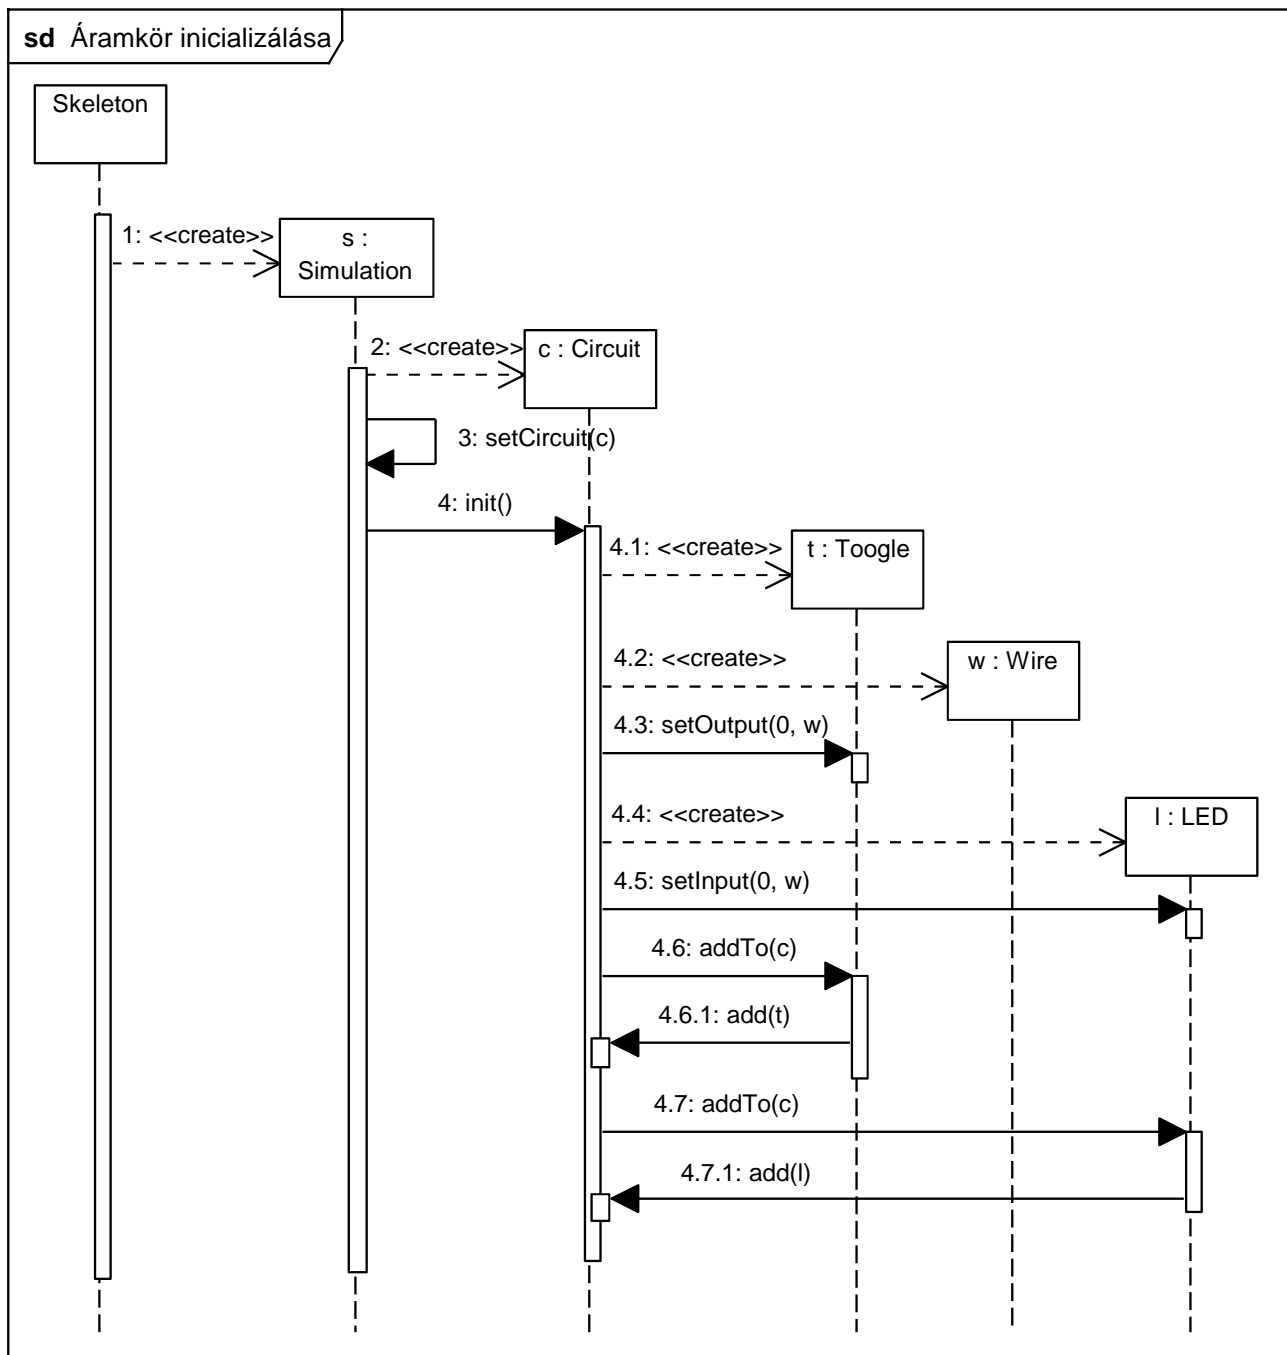 sd Áramkör inicializálása
Skeleton
1: <<create>>
s :
Simulation
2: <<create>>
c : Circuit
3: setCircuit(c)
4: init()
4.1: <<create>>
t : Toogle
4.2: <<create>>
w : Wire
4.3: setOutput(0, w)
4.4: <<create>>
l : LED
4.5: setInput(0, w)
4.6: addTo(c)
4.6.1: add(t)
4.7: addTo(c)
4.7.1: add(l)